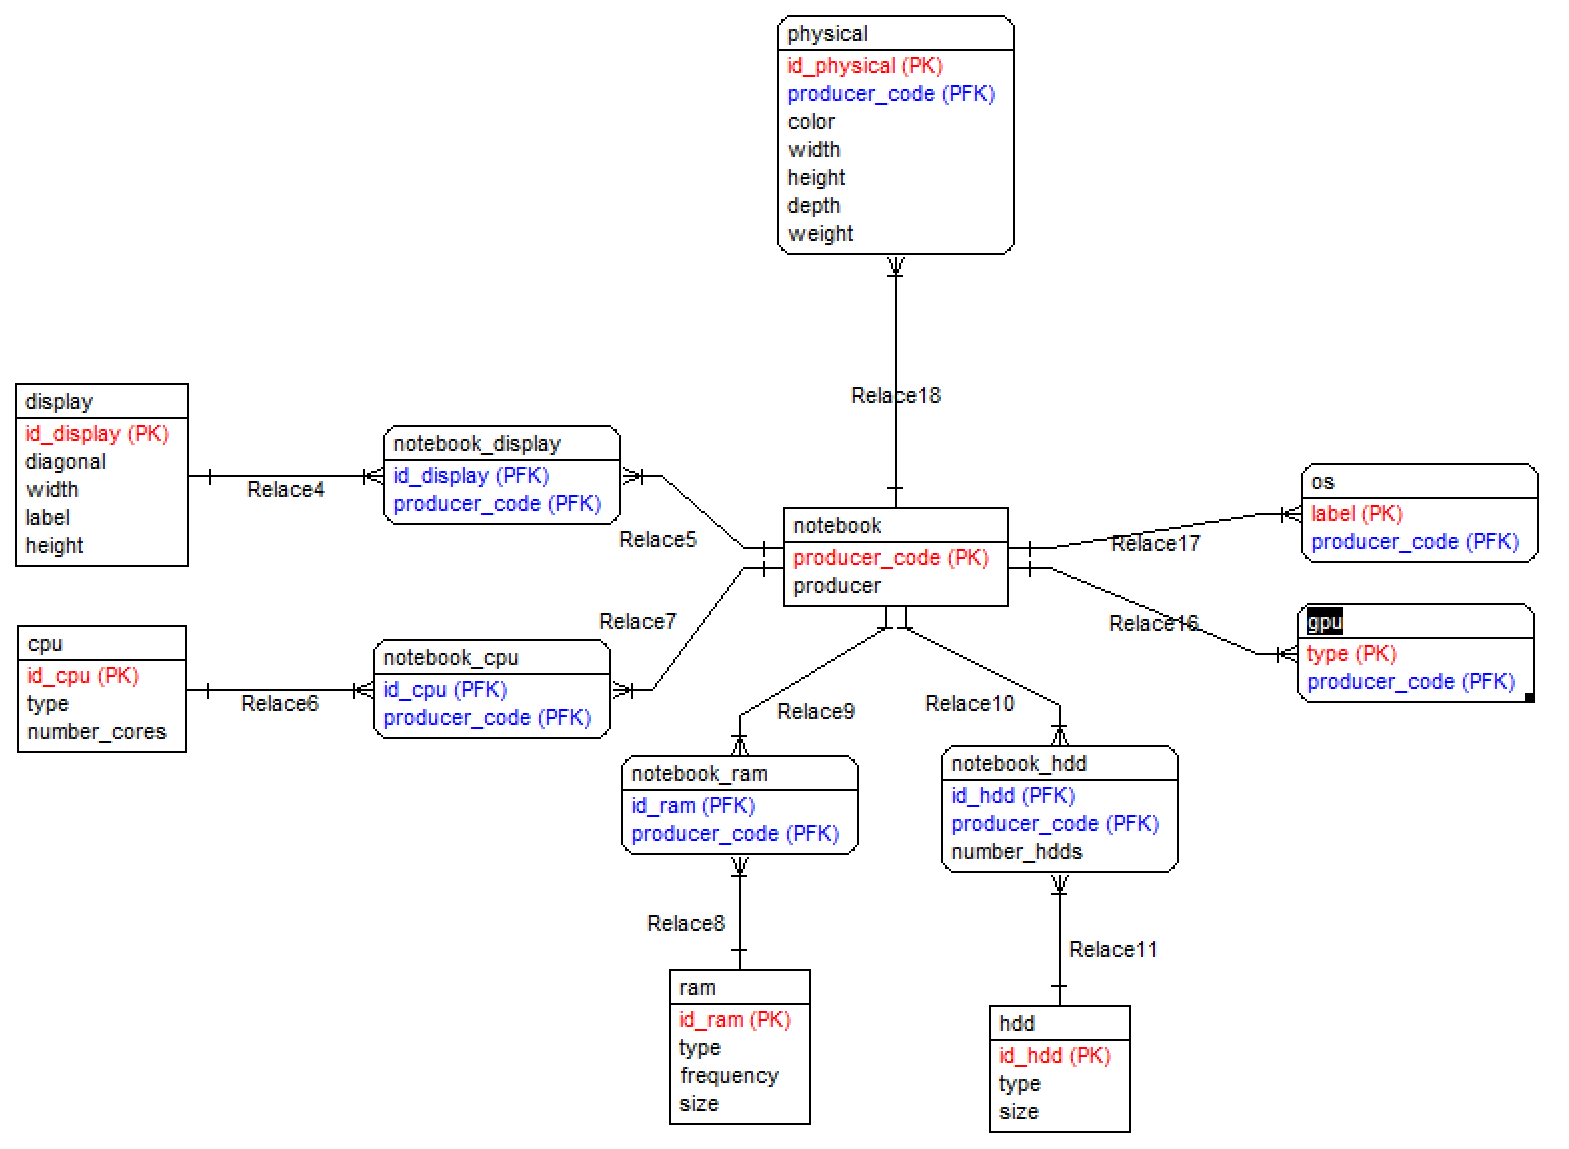 physical
id_physical (PK)
producer_code (PFK)
color
width
height
depth
weight
Relace18
display
id_display (PK)
diagonal
width
label
height
Relace4
notebook_display
id_display (PFK)
producer_code (PFK)
Relace5
notebook
producer_code (PK)
producer
os
label (PK)
producer_code (PFK)
Relace17
gpu
type (PK)
producer_code (PFK)
Relace16
cpu
id_cpu (PK)
type
number_cores
Relace6
notebook_cpu
id_cpu (PFK)
producer_code (PFK)
Relace7
Relace9
Relace10
notebook_ram
id_ram (PFK)
producer_code (PFK)
notebook_hdd
id_hdd (PFK)
producer_code (PFK)
number_hdds
Relace8
Relace11
ram
id_ram (PK)
type
frequency
size
hdd
id_hdd (PK)
type
size